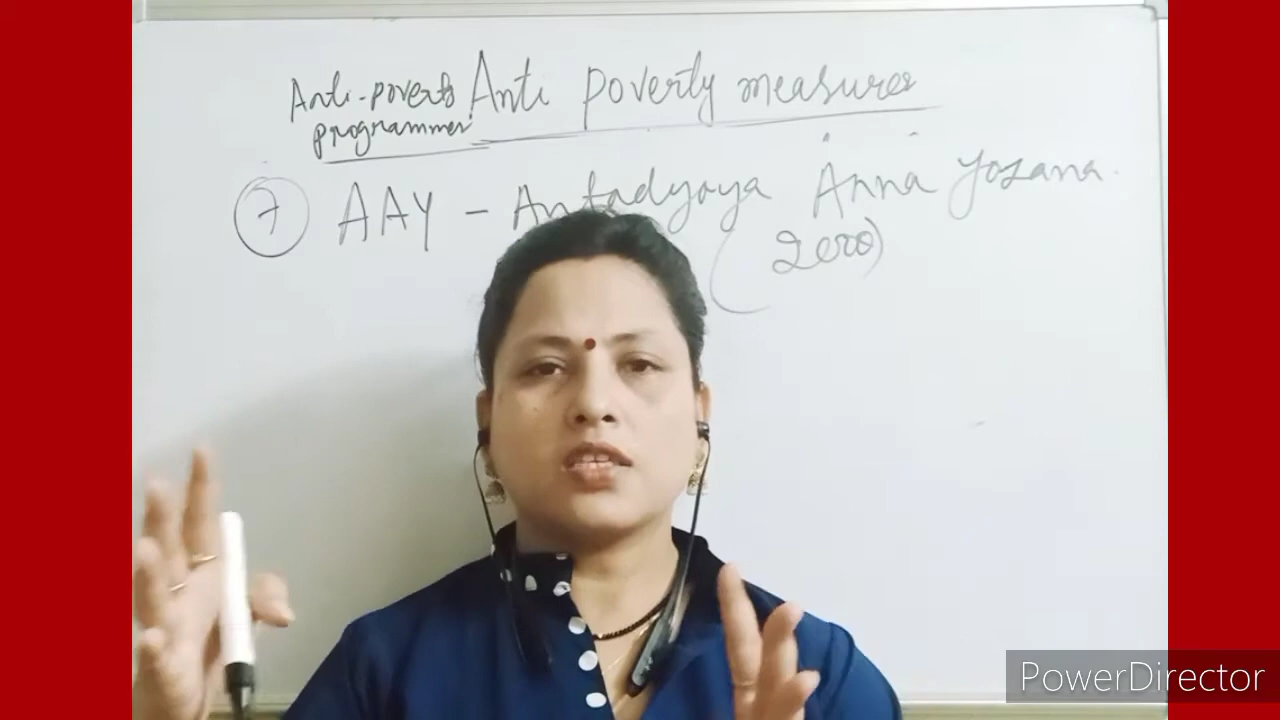 Anti-poverty programmes
Anti poverty measures
7 AAY - Antadyoya Anna Yozana.
(Zero)
PowerDirector